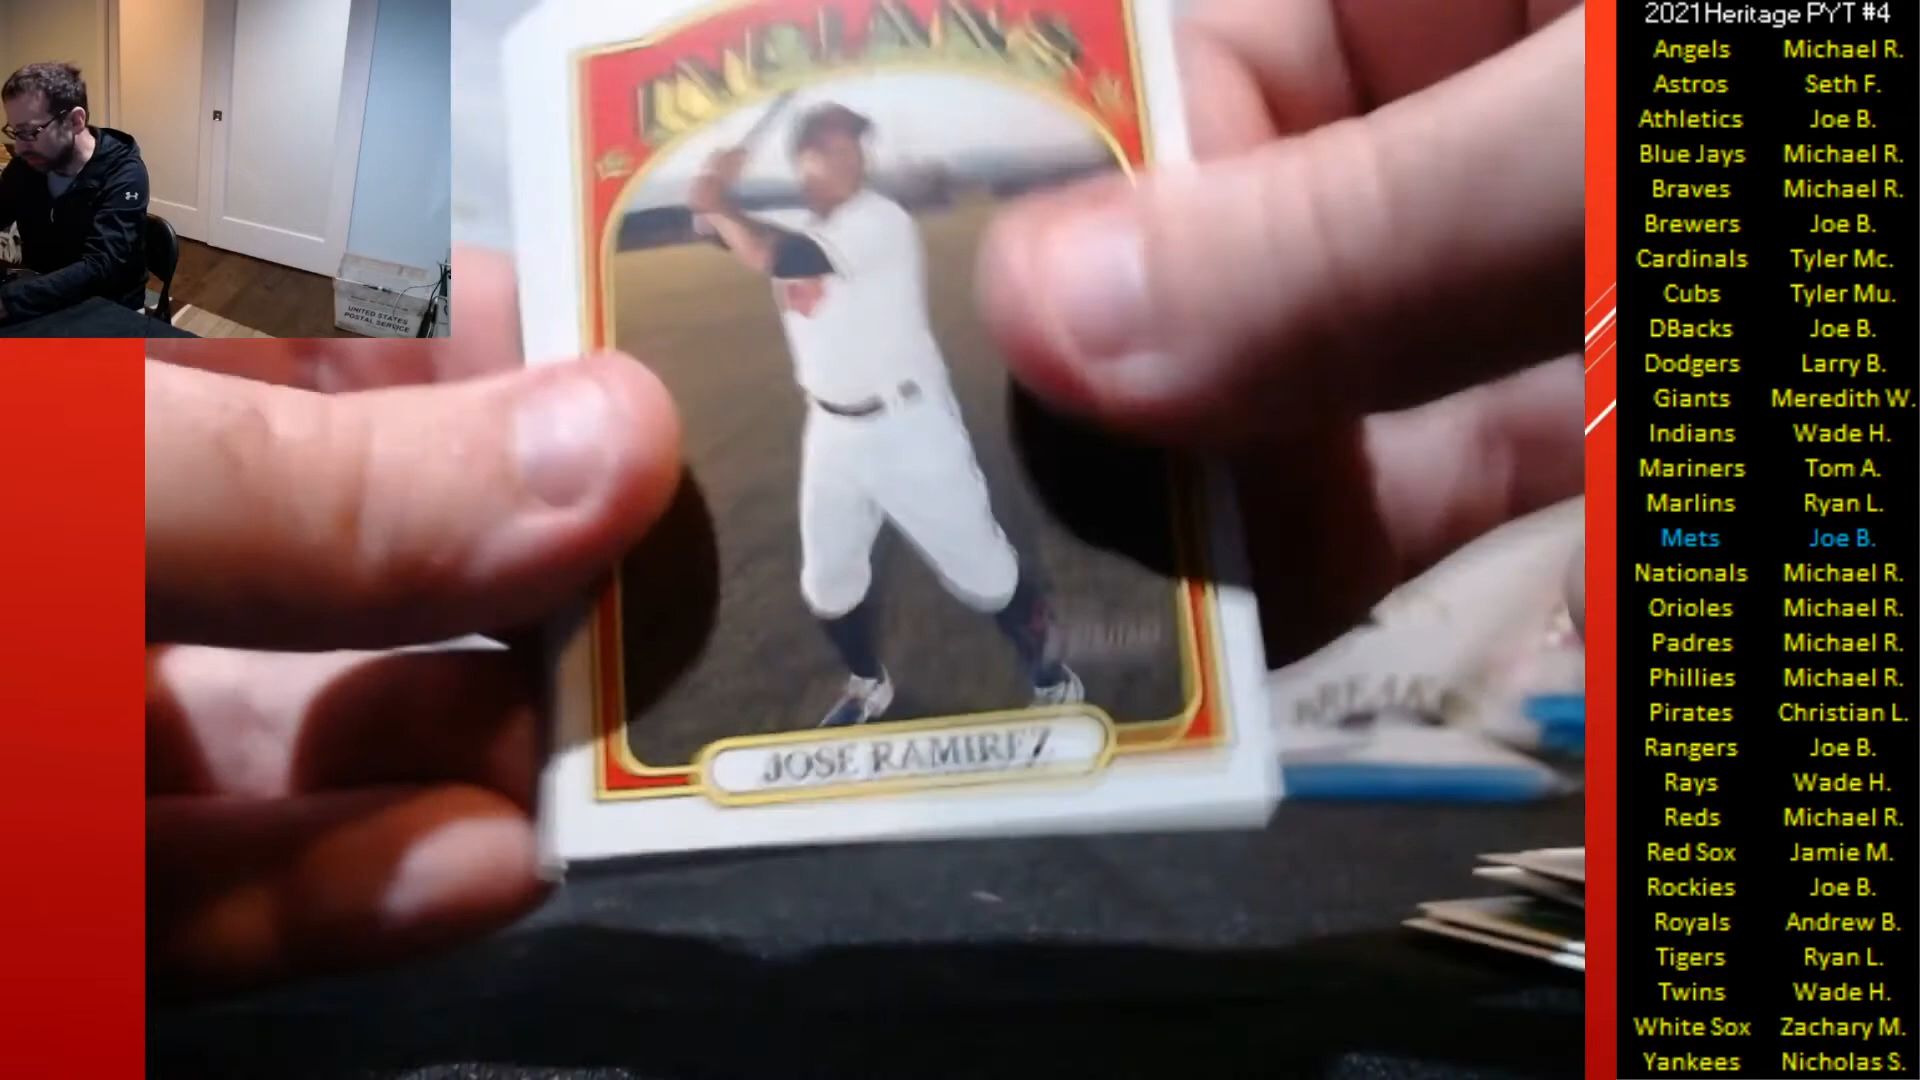 INDIANS
JOSE RAMIREZ
UNITED STATES
POSTAL SERVICE
2021 Heritage PYT #4
Angels Michael R.
Astros Seth F.
Athletics Joe B.
Blue Jays Michael R.
Braves Michael R.
Brewers Joe B.
Cardinals Tyler Mc.
Cubs Tyler Mu.
DBacks Joe B.
Dodgers Larry B.
Giants Meredith W.
Indians Wade H.
Mariners Tom A.
Marlins Ryan L.
Mets Joe B.
Nationals Michael R.
Orioles Michael R.
Padres Michael R.
Phillies Michael R.
Pirates Christian L.
Rangers Joe B.
Rays Wade H.
Reds Michael R.
Red Sox Jamie M.
Rockies Joe B.
Royals Andrew B.
Tigers Ryan L.
Twins Wade H.
White Sox Zachary M.
Yankees Nicholas S.